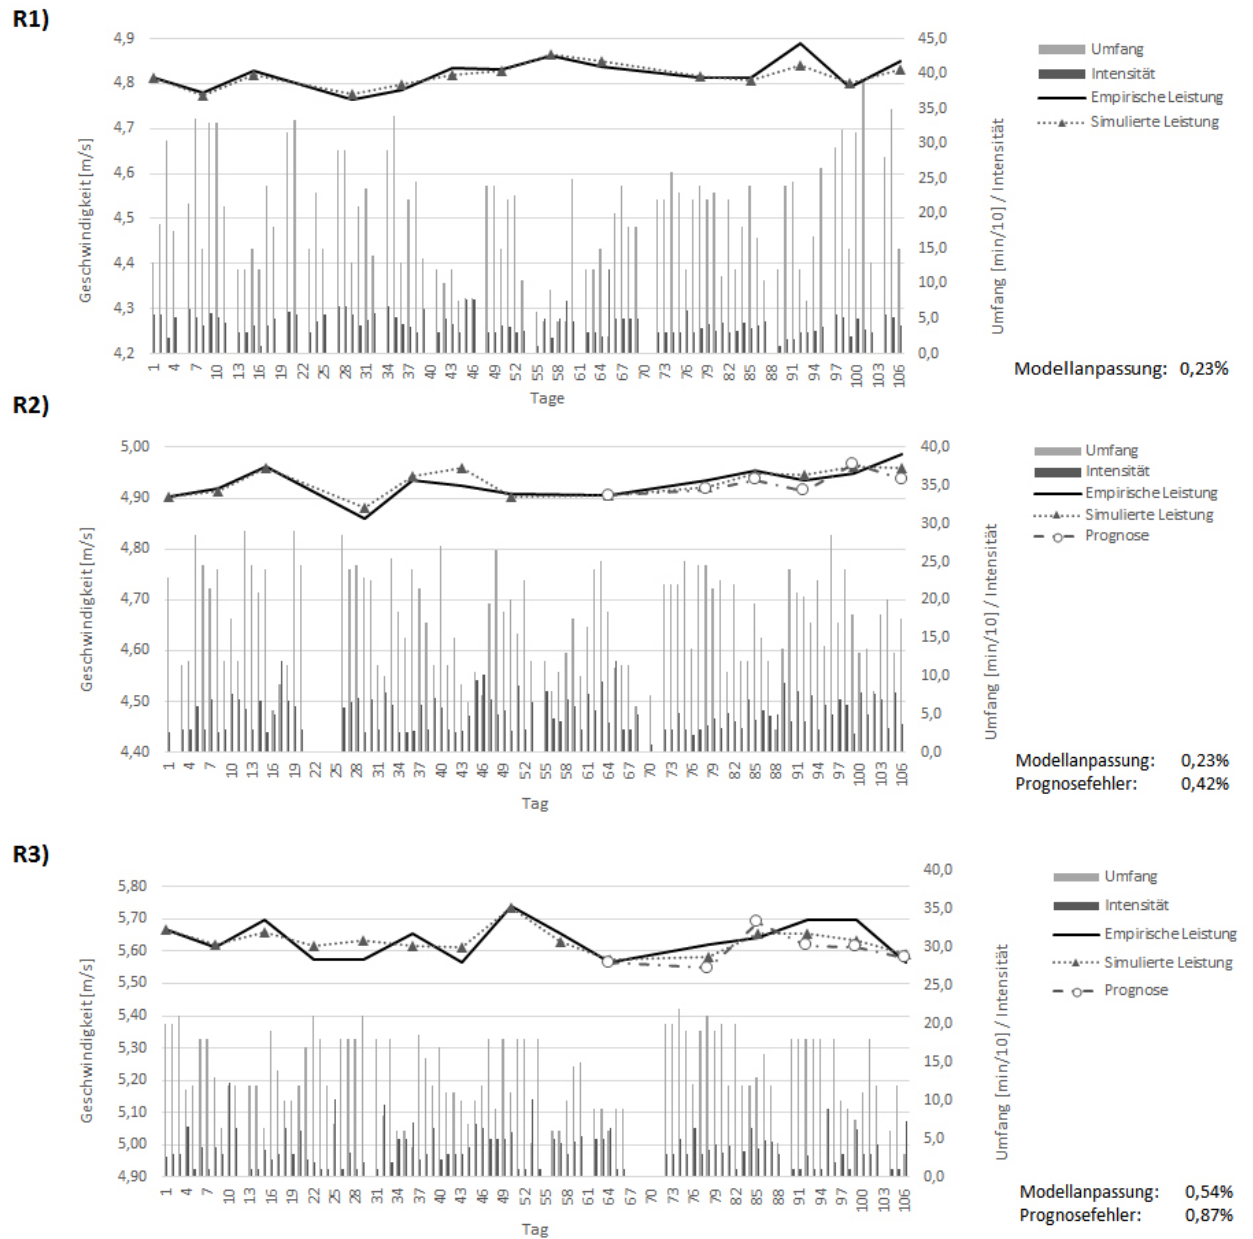 R1)
4,9
4,8
4,7
4,6
4,5
4,4
4,3
4,2
Geschwindigkeit [m/s]
45,0
40,0
35,0
30,0
25,0
20,0
15,0
10,0
5,0
0,0
Umfang [min/10] / Intensität
1 4 7 10 13 16 19 22 25 28 31 34 37 40 43 46 49 52 55 58 61 64 67 70 73 76 79 82 85 88 91 94 97 100 103 106
Tage
Umfang
Intensität
Empirische Leistung
Simulierte Leistung
Modellanpassung: 0,23%
R2)
5,00
4,90
4,80
4,70
4,60
4,50
4,40
Geschwindigkeit [m/s]
40,0
35,0
30,0
25,0
20,0
15,0
10,0
5,0
0,0
Umfang [min/10] / Intensität
1 4 7 10 13 16 19 22 25 28 31 34 37 40 43 46 49 52 55 58 61 64 67 70 73 76 79 82 85 88 91 94 97 100 103 106
Tag
Umfang
Intensität
Empirische Leistung
Simulierte Leistung
Prognose
Modellanpassung: 0,23%
Prognosefehler: 0,42%
R3)
5,80
5,70
5,60
5,50
5,40
5,30
5,20
5,10
5,00
4,90
Geschwindigkeit [m/s]
40,0
35,0
30,0
25,0
20,0
15,0
10,0
5,0
0,0
Umfang [min/10] / Intensität
1 4 7 10 13 16 19 22 25 28 31 34 37 40 43 46 49 52 55 58 61 64 67 70 73 76 79 82 85 88 91 94 97 100 103 106
Tag
Umfang
Intensität
Empirische Leistung
Simulierte Leistung
Prognose
Modellanpassung: 0,54%
Prognosefehler: 0,87%